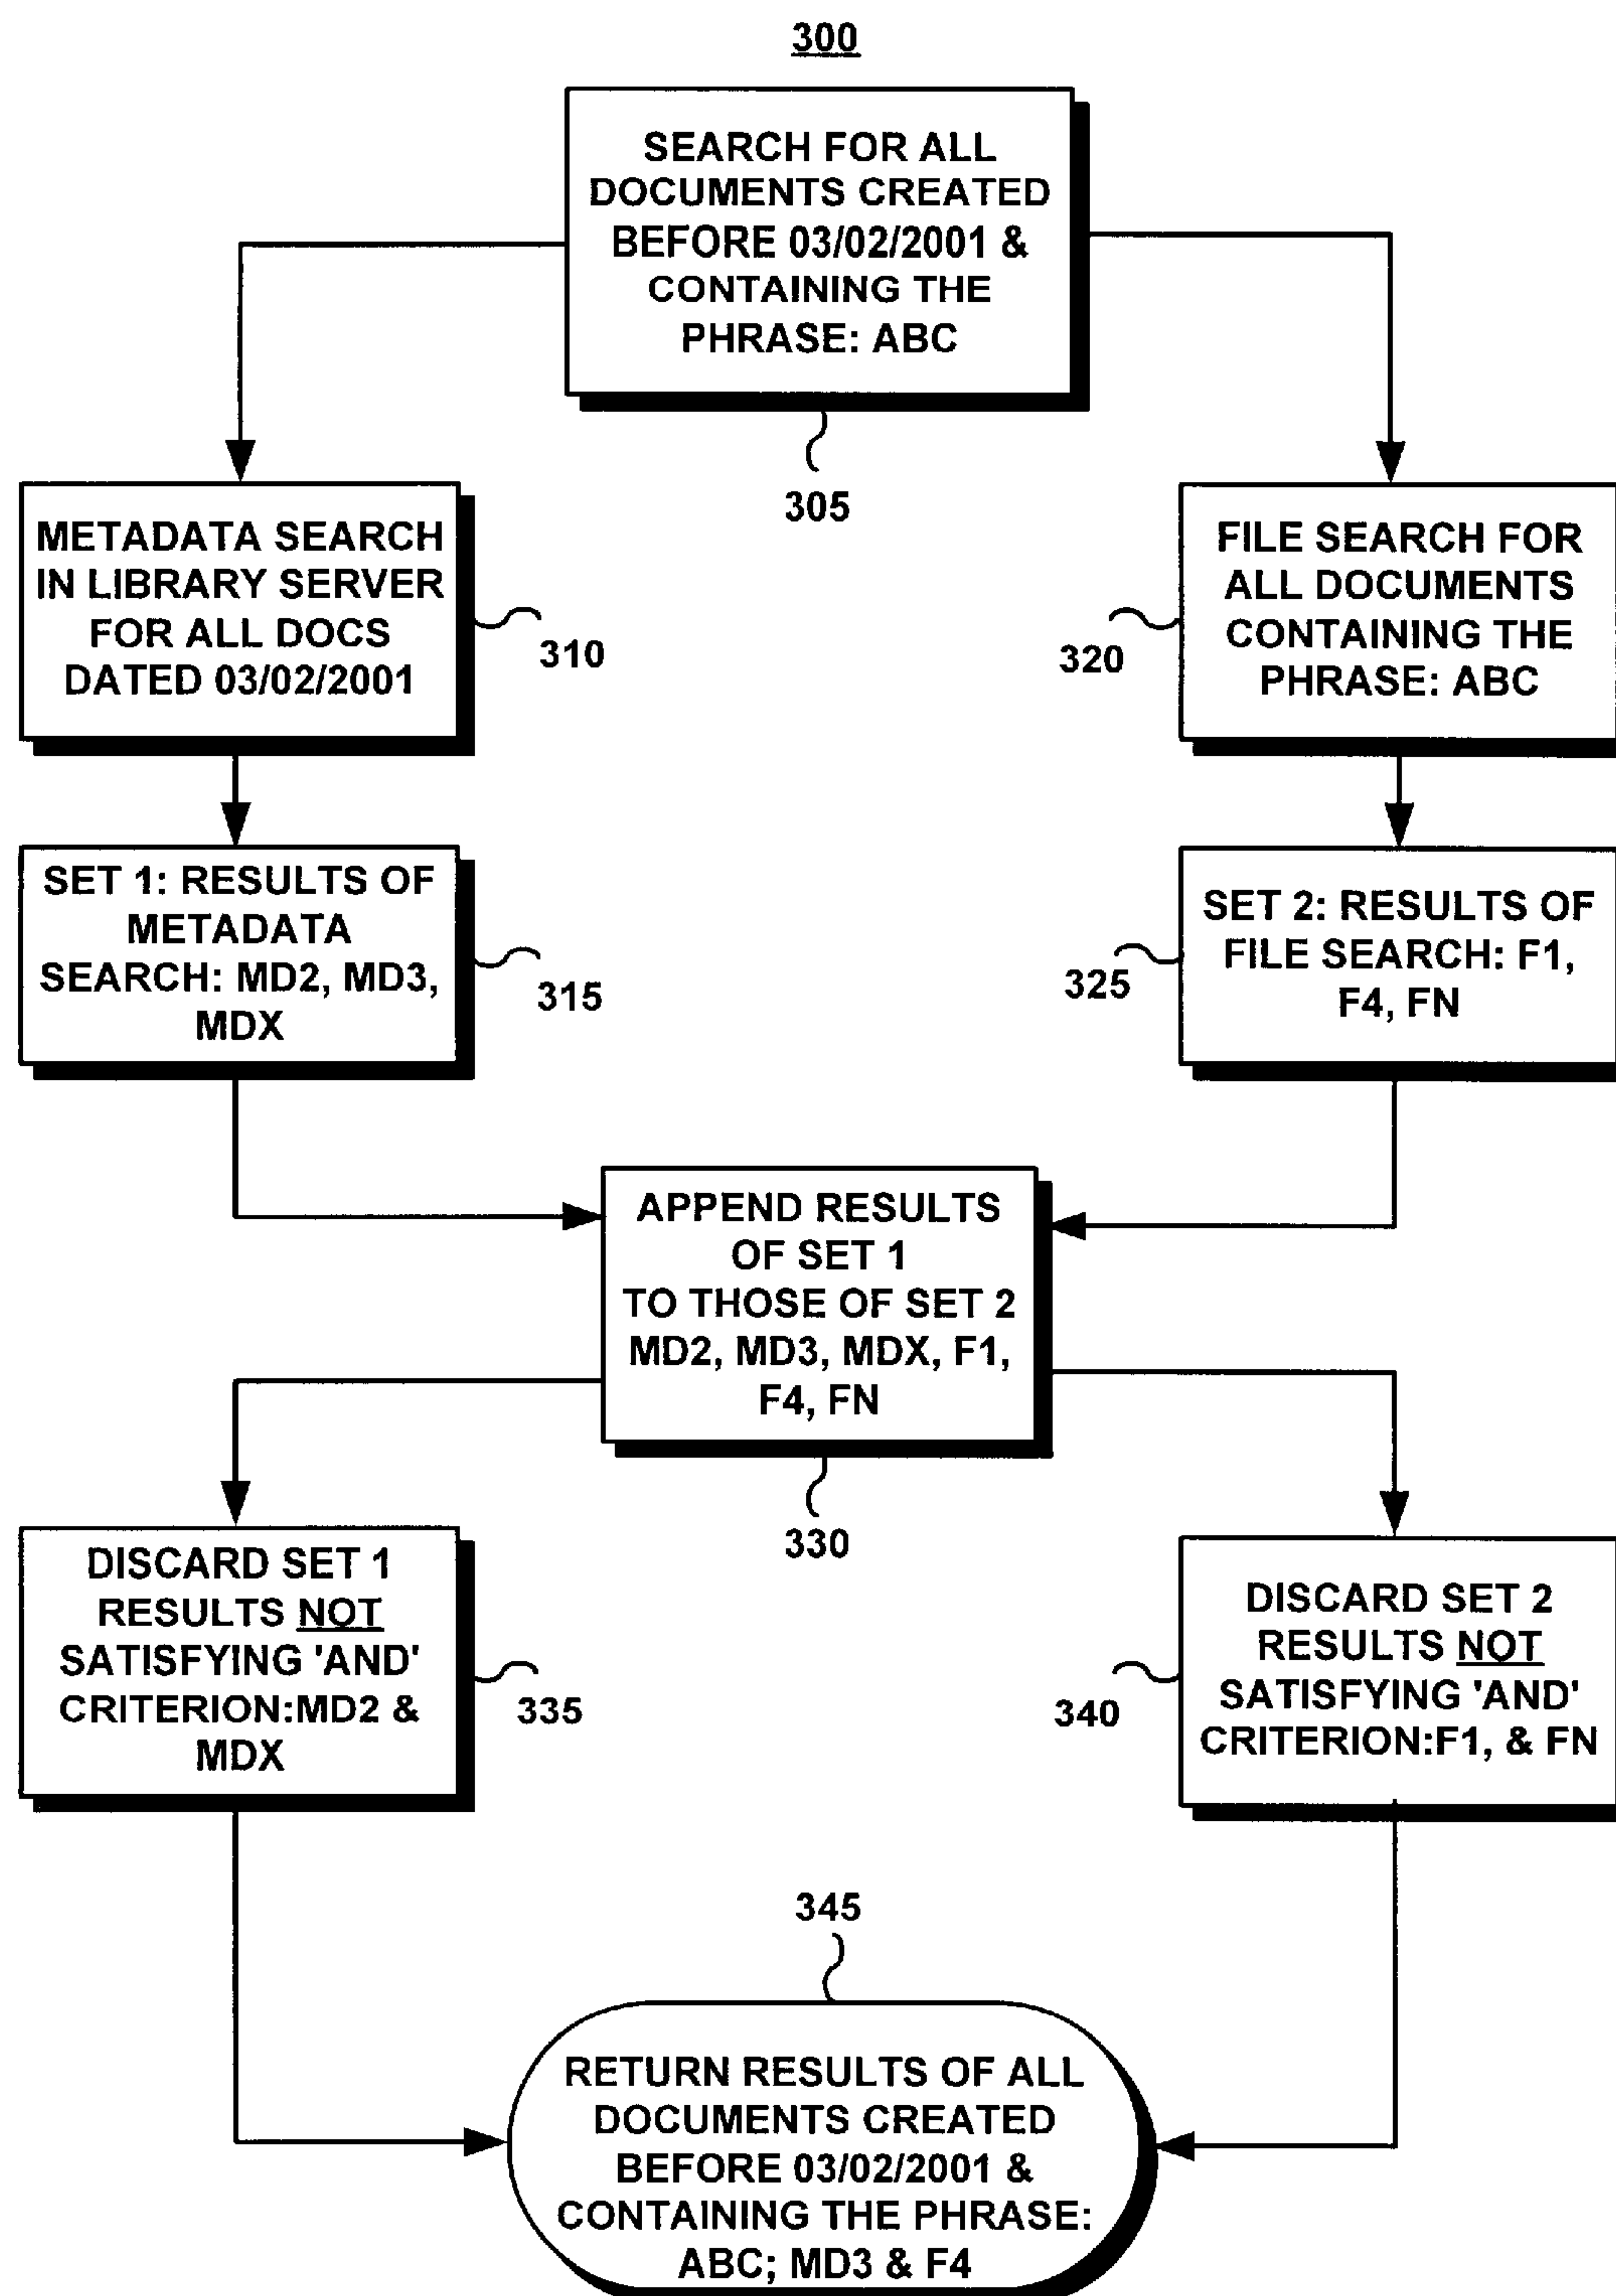 300
SEARCH FOR ALL
DOCUMENTS CREATED
BEFORE 03/02/2001 &
CONTAINING THE
PHRASE: ABC
305
METADATA SEARCH
IN LIBRARY SERVER
FOR ALL DOCS
DATED 03/02/2001
310
FILE SEARCH FOR
ALL DOCUMENTS
CONTAINING THE
PHRASE: ABC
320
SET 1: RESULTS OF
METADATA
SEARCH: MD2, MD3,
MDX
315
SET 2: RESULTS OF
FILE SEARCH: F1,
F4, FN
325
APPEND RESULTS
OF SET 1
TO THOSE OF SET 2
MD2, MD3, MDX, F1,
F4, FN
330
DISCARD SET 1
RESULTS NOT
SATISFYING 'AND'
CRITERION:MD2 &
MDX
335
DISCARD SET 2
RESULTS NOT
SATISFYING 'AND'
CRITERION:F1, & FN
340
345
RETURN RESULTS OF ALL
DOCUMENTS CREATED
BEFORE 03/02/2001 &
CONTAINING THE PHRASE:
ABC; MD3 & F4